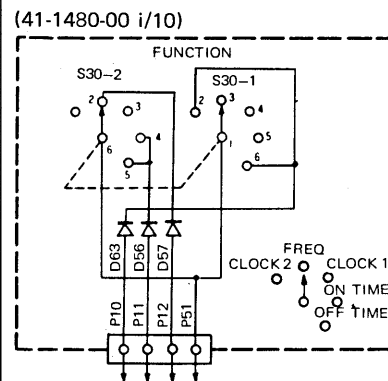 (41-1480-00 i/10)
FUNCTION
S30-2 S30-1
2 3 4 5 6
2 3 4 5 6 1
D63 D56 D57
FREQ
CLOCK 2 CLOCK 1
ON TIME
OFF TIME
P10 P11 P12 P51